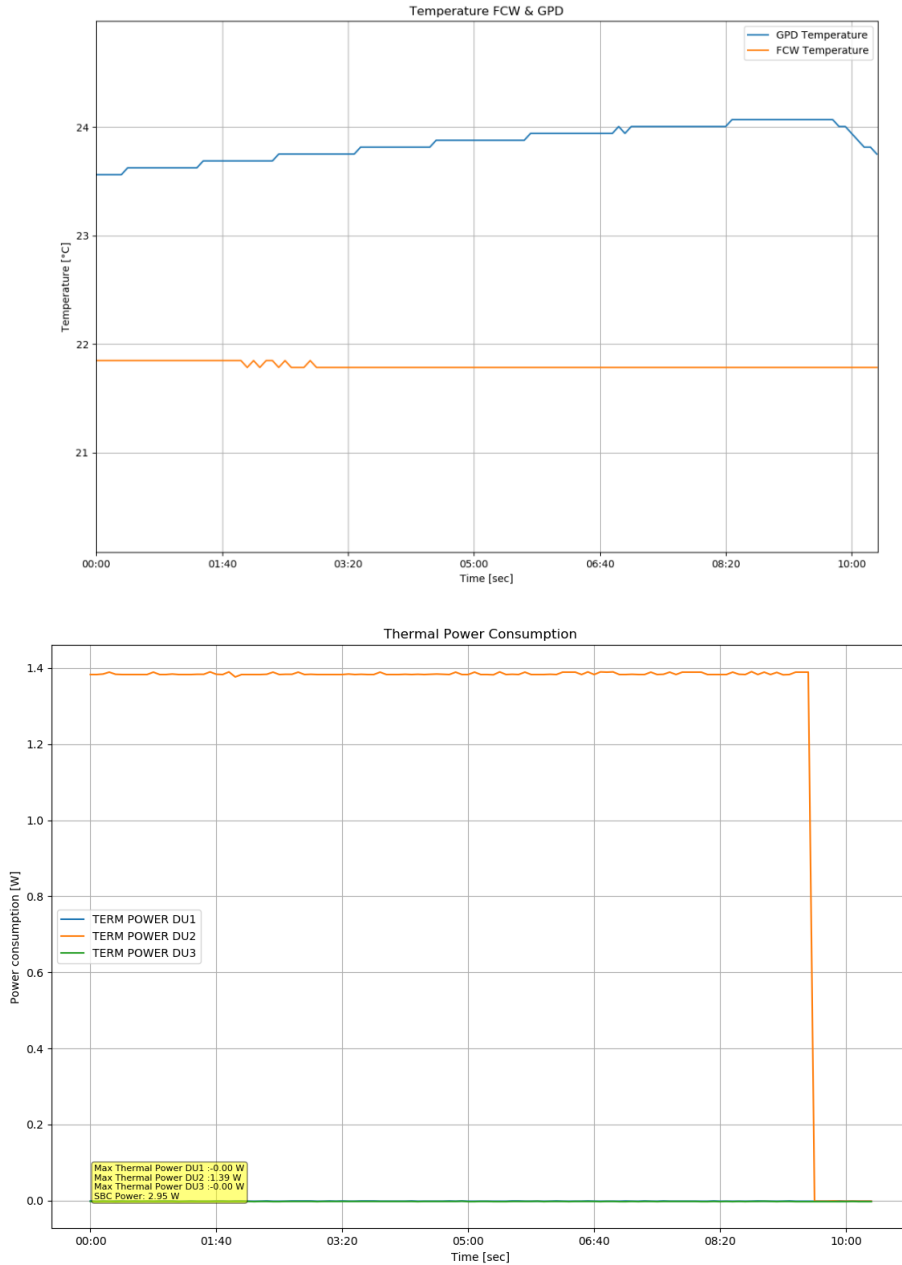 Temperature FCW & GPD
GPD Temperature
FCW Temperature
24
23
22
21
Temperature [°C]
00:00 01:40 03:20 05:00 06:40 08:20 10:00
Time [sec]
Thermal Power Consumption
1.4
1.2
1.0
0.8
0.6
0.4
0.2
0.0
Power consumption [W]
TERM POWER DU1
TERM POWER DU2
TERM POWER DU3
Max Thermal Power DU1 :-0.00 W
Max Thermal Power DU2 :1.39 W
Max Thermal Power DU3 :-0.00 W
SBC Power: 2.95 W
00:00 01:40 03:20 05:00 06:40 08:20 10:00
Time [sec]